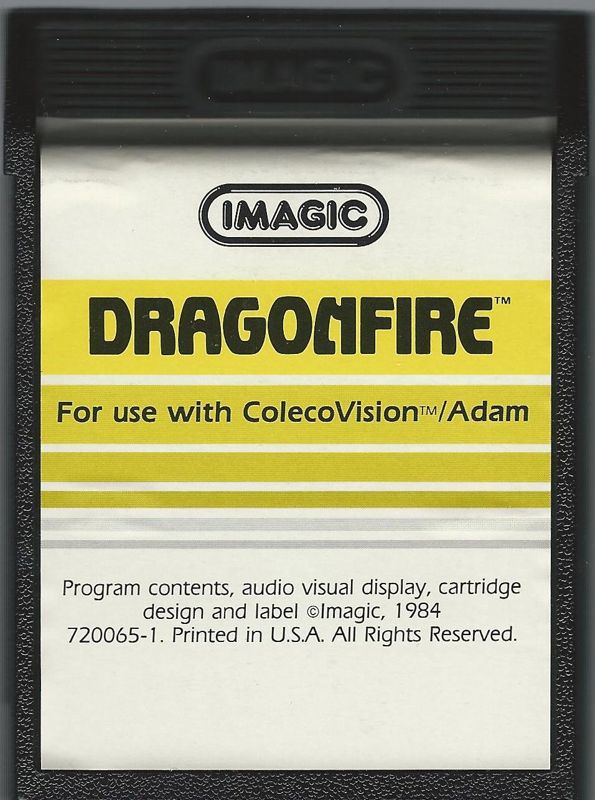 IMAGIC
IMAGIC
DRAGONFIRE™
For use with ColecoVision™/Adam
Program contents, audio visual display, cartridge
design and label ©Imagic, 1984
720065-1. Printed in U.S.A. All Rights Reserved.